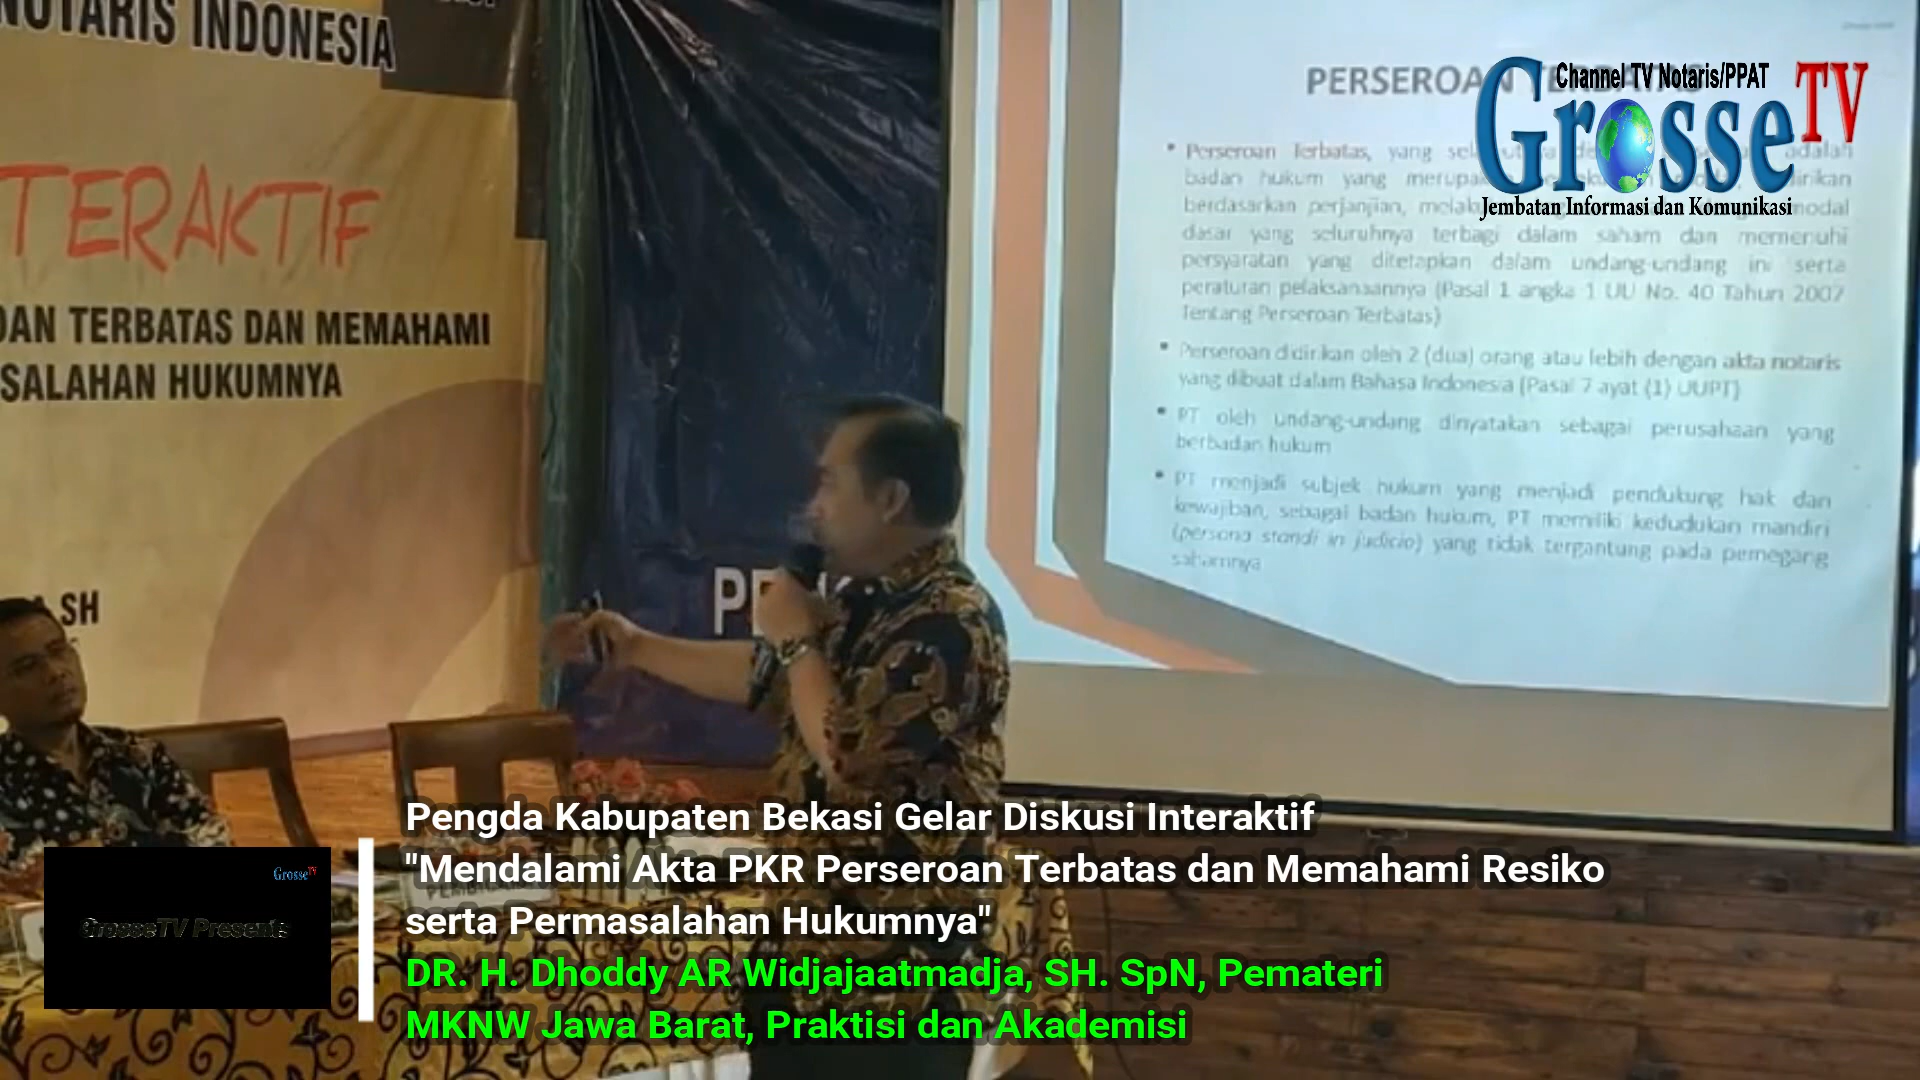 NOTARIS INDONESIA
TERAKTIF
AN TERBATAS DAN MEMAHAMI
SALAHAN HUKUMNYA
SH
PERSEROAN
Channel TV Notaris/PPAT
GrosseTV
Jembatan Informasi dan Komunikasi
• Perseroan Terbatas, yang adalah
badan hukum yang
berdasarkan perjanjian, modal
dasar yang seluruhnya terbagi dalam saham dan memenuhi
persyaratan yang ditetapkan dalam undang-undang ini serta
peraturan pelaksanaannya (Pasal 1 angka 1 UU No. 40 Tahun 2007
Tentang Perseroan Terbatas)
• Perseroan didirikan oleh 2 (dua) orang atau lebih dengan akta notaris
yang dibuat dalam Bahasa Indonesia (Pasal 7 ayat (1) UUPT)
• PT oleh undang-undang dinyatakan sebagai perusahaan yang
berbadan hukum
• PT menjadi subjek hukum yang menjadi pendukung hak dan
kewajiban, sebagai badan hukum, PT memiliki kedudukan mandiri
(persona standi in judicio) yang tidak tergantung pada pemegang
sahamnya
Pengda Kabupaten Bekasi Gelar Diskusi Interaktif
"Mendalami Akta PKR Perseroan Terbatas dan Memahami Resiko
serta Permasalahan Hukumnya"
DR. H. Dhoddy AR Widjajaatmadja, SH. SpN, Pemateri
MKNW Jawa Barat, Praktisi dan Akademisi
GrosseTV
GrosseTV Presents